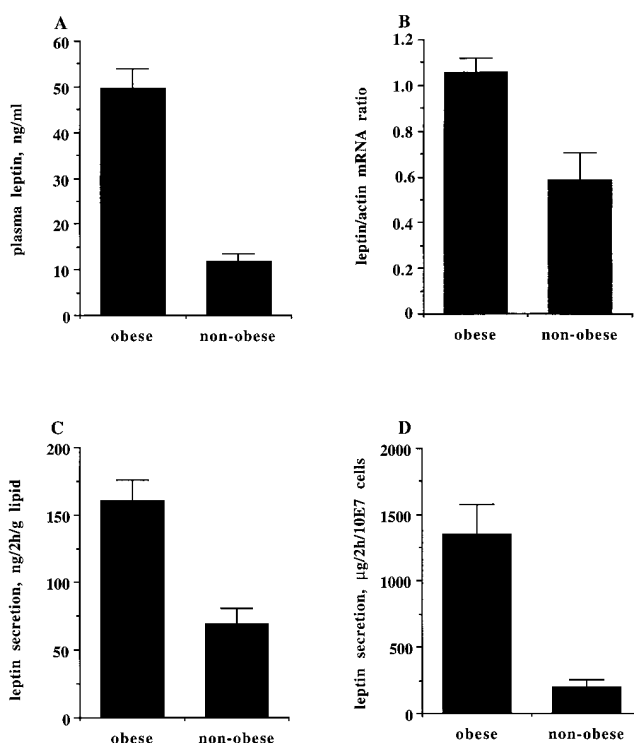 A
plasma leptin, ng/ml
60
50
40
30
20
10
0
obese non-obese
B
leptin/actin mRNA ratio
1.2
1.0
0.8
0.6
0.4
0.2
0.0
obese non-obese
C
leptin secretion, ng/2h/g lipid
200
150
100
50
0
obese non-obese
D
leptin secretion, μg/2h/10E7 cells
2000
1500
1000
500
0
obese non-obese